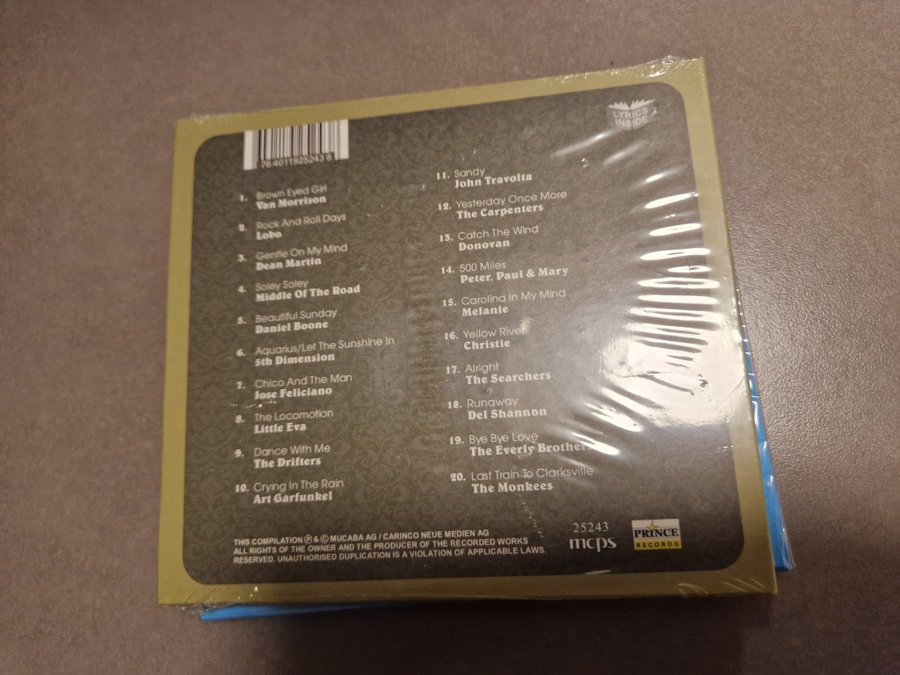 LYRICS
INSIDE
7640119252436
1. Brown Eyed Girl
Van Morrison
2. Rock And Roll Days
Lobo
3. Gentle On My Mind
Dean Martin
4. Soley Soley
Middle Of The Road
5. Beautiful Sunday
Daniel Boone
6. Aquarius/Let The Sunshine In
5th Dimension
7. Chico And The Man
Jose Feliciano
8. The Locomotion
Little Eva
9. Dance With Me
The Drifters
10. Crying In The Rain
Art Garfunkel
11. Sandy
John Travolta
12. Yesterday Once More
The Carpenters
13. Catch The Wind
Donovan
14. 500 Miles
Peter, Paul & Mary
15. Carolina In My Mind
Melanie
16. Yellow River
Christie
17. Alright
The Searchers
18. Runaway
Del Shannon
19. Bye Bye Love
The Everly Brothers
20. Last Train To Clarksville
The Monkees
THIS COMPILATION ℗ & © MUCABA AG / CARINCO NEUE MEDIEN AG
ALL RIGHTS OF THE OWNER AND THE PRODUCER OF THE RECORDED WORKS
RESERVED. UNAUTHORISED DUPLICATION IS A VIOLATION OF APPLICABLE LAWS.
25243
mcps
PRINCE
RECORDS